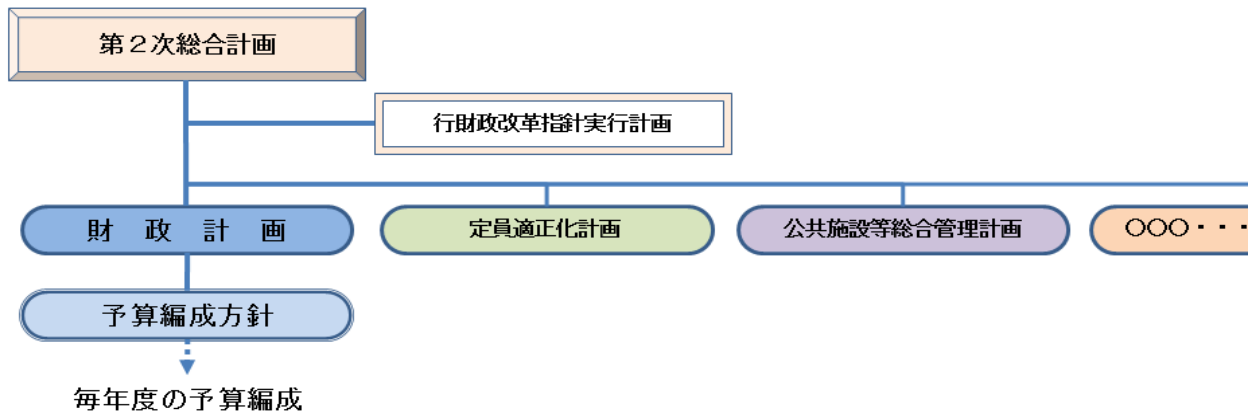 第２次総合計画
行財政改革指針実行計画
財　政　計　画
定員適正化計画
公共施設等総合管理計画
○○○・・・
予算編成方針
毎年度の予算編成